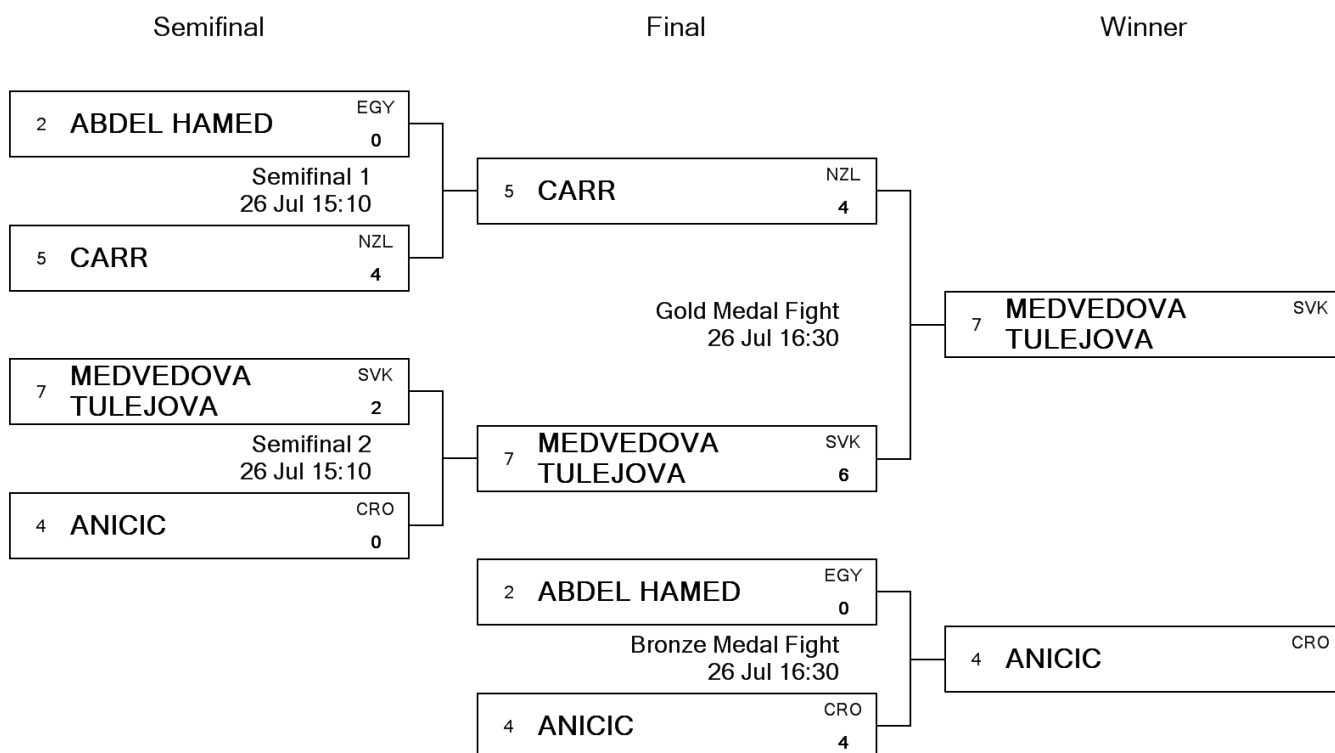 Semifinal Final Winner
2 ABDEL HAMED EGY
0
Semifinal 1
26 Jul 15:10
5 CARR NZL
4
7 MEDVEDOVA TULEJOVA SVK
2
Semifinal 2
26 Jul 15:10
4 ANICIC CRO
0
5 CARR NZL
4
Gold Medal Fight
26 Jul 16:30
7 MEDVEDOVA TULEJOVA SVK
6
2 ABDEL HAMED EGY
0
Bronze Medal Fight
26 Jul 16:30
4 ANICIC CRO
4
7 MEDVEDOVA TULEJOVA SVK
4 ANICIC CRO